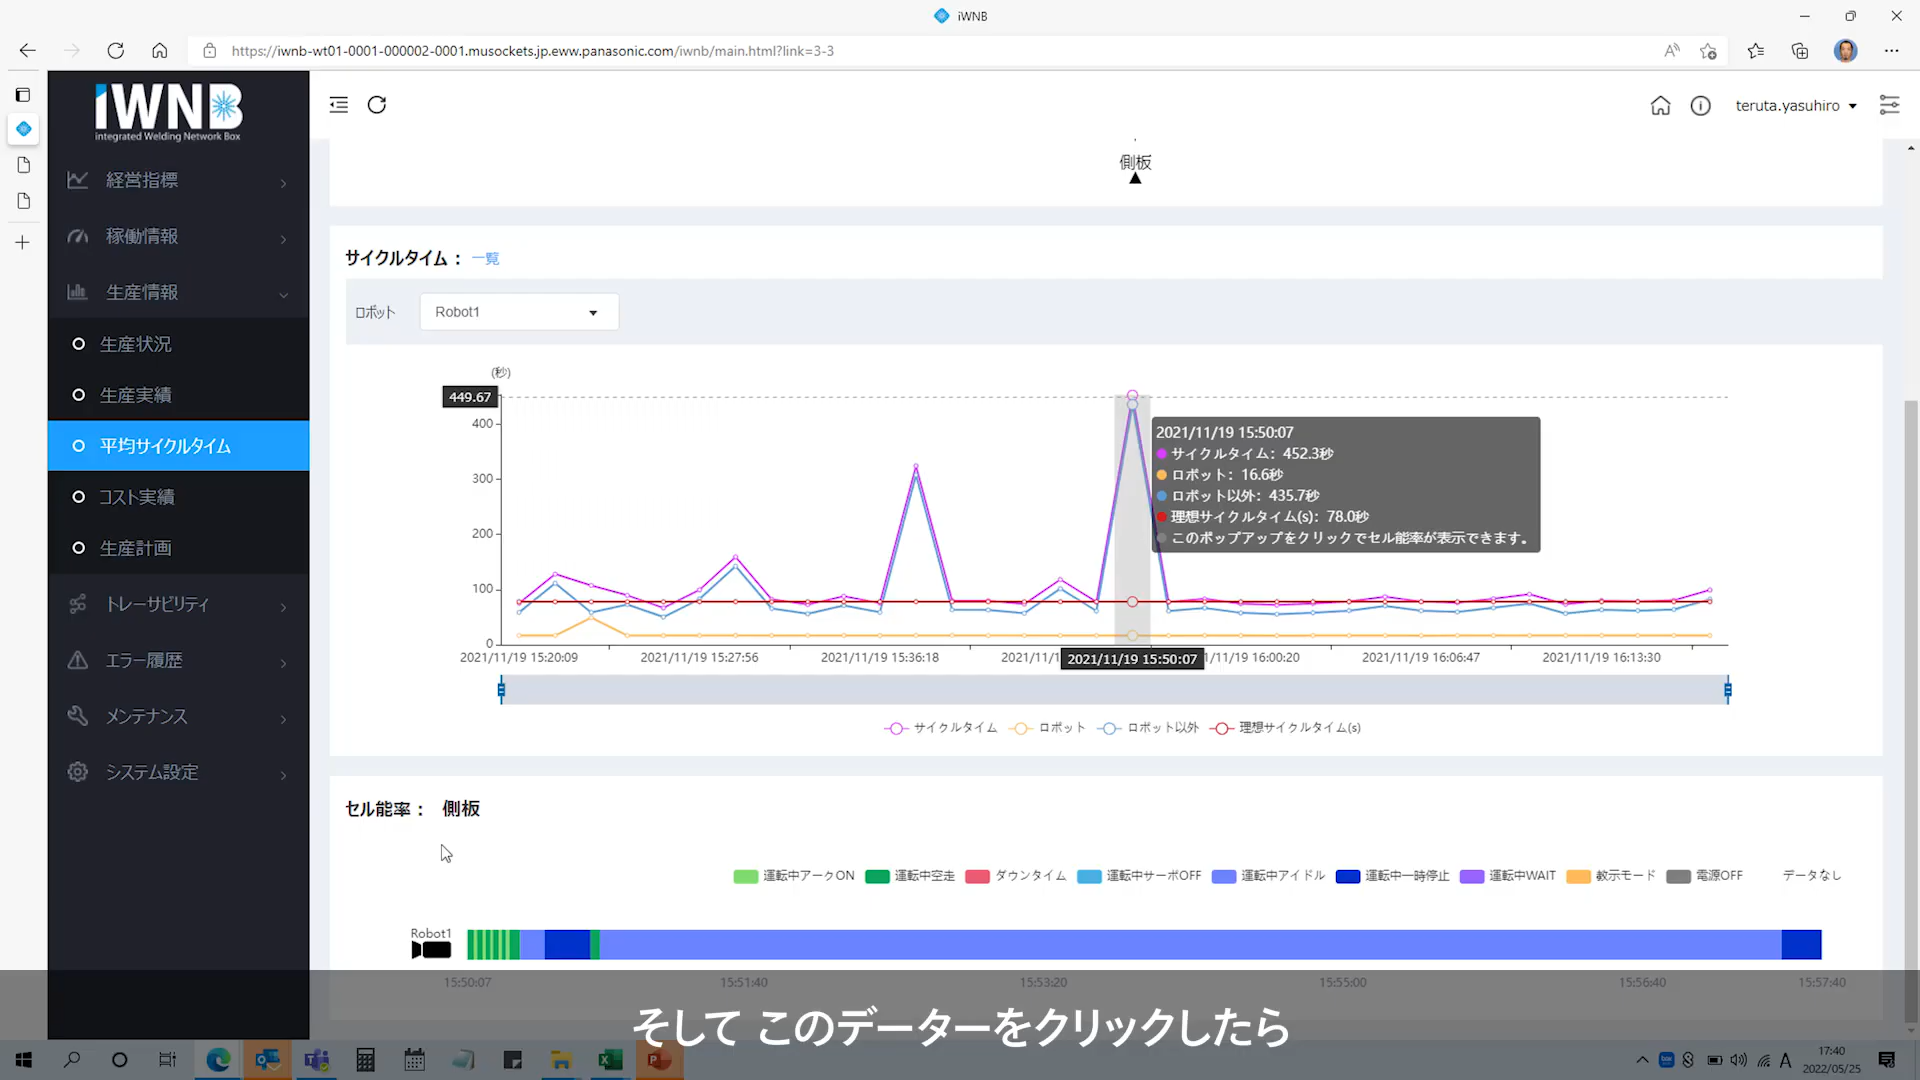 iWNB
https://iwnb-wt01-0001-000002-0001.musockets.jp.eww.panasonic.com/iwnb/main.html?link=3-3
iWNB
integrated Welding Network Box
teruta.yasuhiro
経営指標
稼働情報
生産情報
生産状況
生産実績
平均サイクルタイム
コスト実績
生産計画
トレーサビリティ
エラー履歴
メンテナンス
システム設定
側板
サイクルタイム： 一覧
ロボット Robot1
(秒)
449.67
400
300
200
100
0
2021/11/19 15:50:07
サイクルタイム: 452.3秒
ロボット: 16.6秒
ロボット以外: 435.7秒
理想サイクルタイム(s): 78.0秒
このポップアップをクリックでセル能率が表示できます。
2021/11/19 15:20:09 2021/11/19 15:27:56 2021/11/19 15:36:18 2021/11/1 2021/11/19 15:50:07 1/11/19 16:00:20 2021/11/19 16:06:47 2021/11/19 16:13:30
サイクルタイム ロボット ロボット以外 理想サイクルタイム(s)
セル能率： 側板
運転中アークON 運転中空走 ダウンタイム 運転中サーボOFF 運転中アイドル 運転中一時停止 運転中WAIT 教示モード 電源OFF データなし
Robot1
15:50:07 15:51:40 15:53:20 15:55:00 15:56:40 15:57:40
そして このデーターをクリックしたら
17:40
2022/05/25